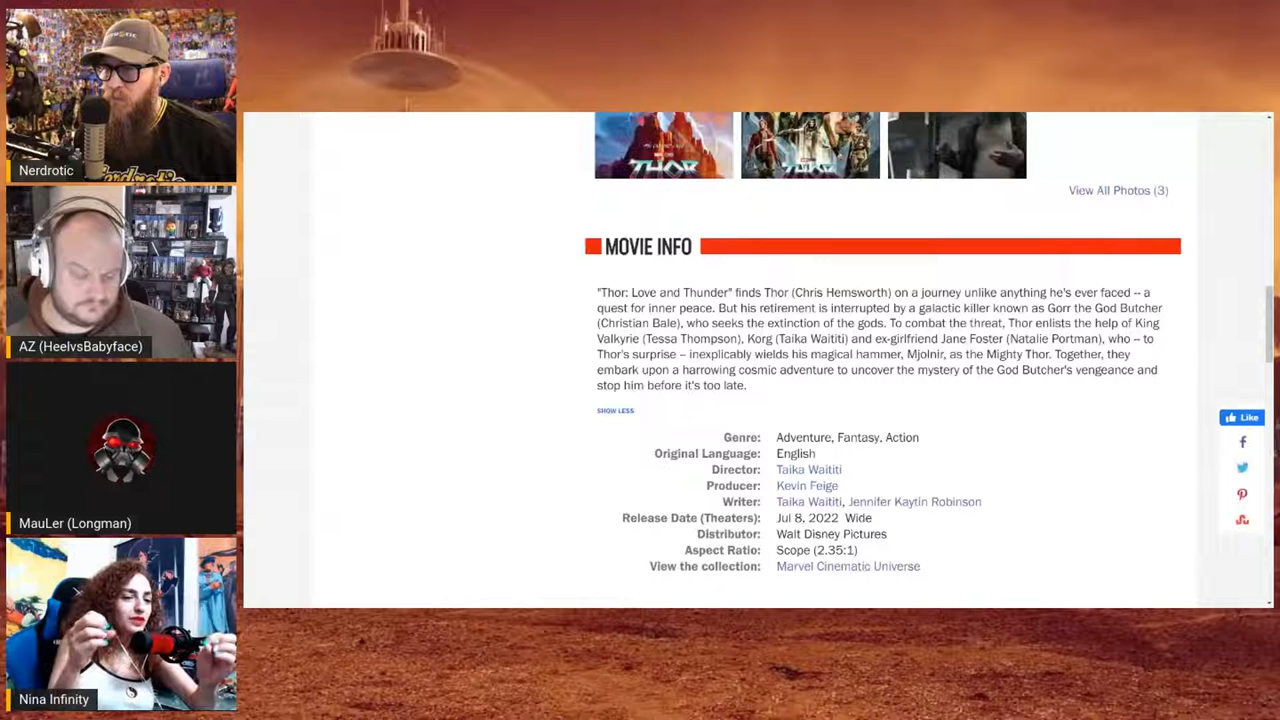 Nerdrotic
AZ (HeelvsBabyface)
MauLer (Longman)
Nina Infinity
THOR
THOR
View All Photos (3)
MOVIE INFO
"Thor: Love and Thunder" finds Thor (Chris Hemsworth) on a journey unlike anything he's ever faced -- a
quest for inner peace. But his retirement is interrupted by a galactic killer known as Gorr the God Butcher
(Christian Bale), who seeks the extinction of the gods. To combat the threat, Thor enlists the help of King
Valkyrie (Tessa Thompson), Korg (Taika Waititi) and ex-girlfriend Jane Foster (Natalie Portman), who -- to
Thor's surprise -- inexplicably wields his magical hammer, Mjolnir, as the Mighty Thor. Together, they
embark upon a harrowing cosmic adventure to uncover the mystery of the God Butcher's vengeance and
stop him before it's too late.
SHOW LESS
Genre: Adventure, Fantasy, Action
Original Language: English
Director: Taika Waititi
Producer: Kevin Feige
Writer: Taika Waititi, Jennifer Kaytin Robinson
Release Date (Theaters): Jul 8, 2022 Wide
Distributor: Walt Disney Pictures
Aspect Ratio: Scope (2.35:1)
View the collection: Marvel Cinematic Universe
Like